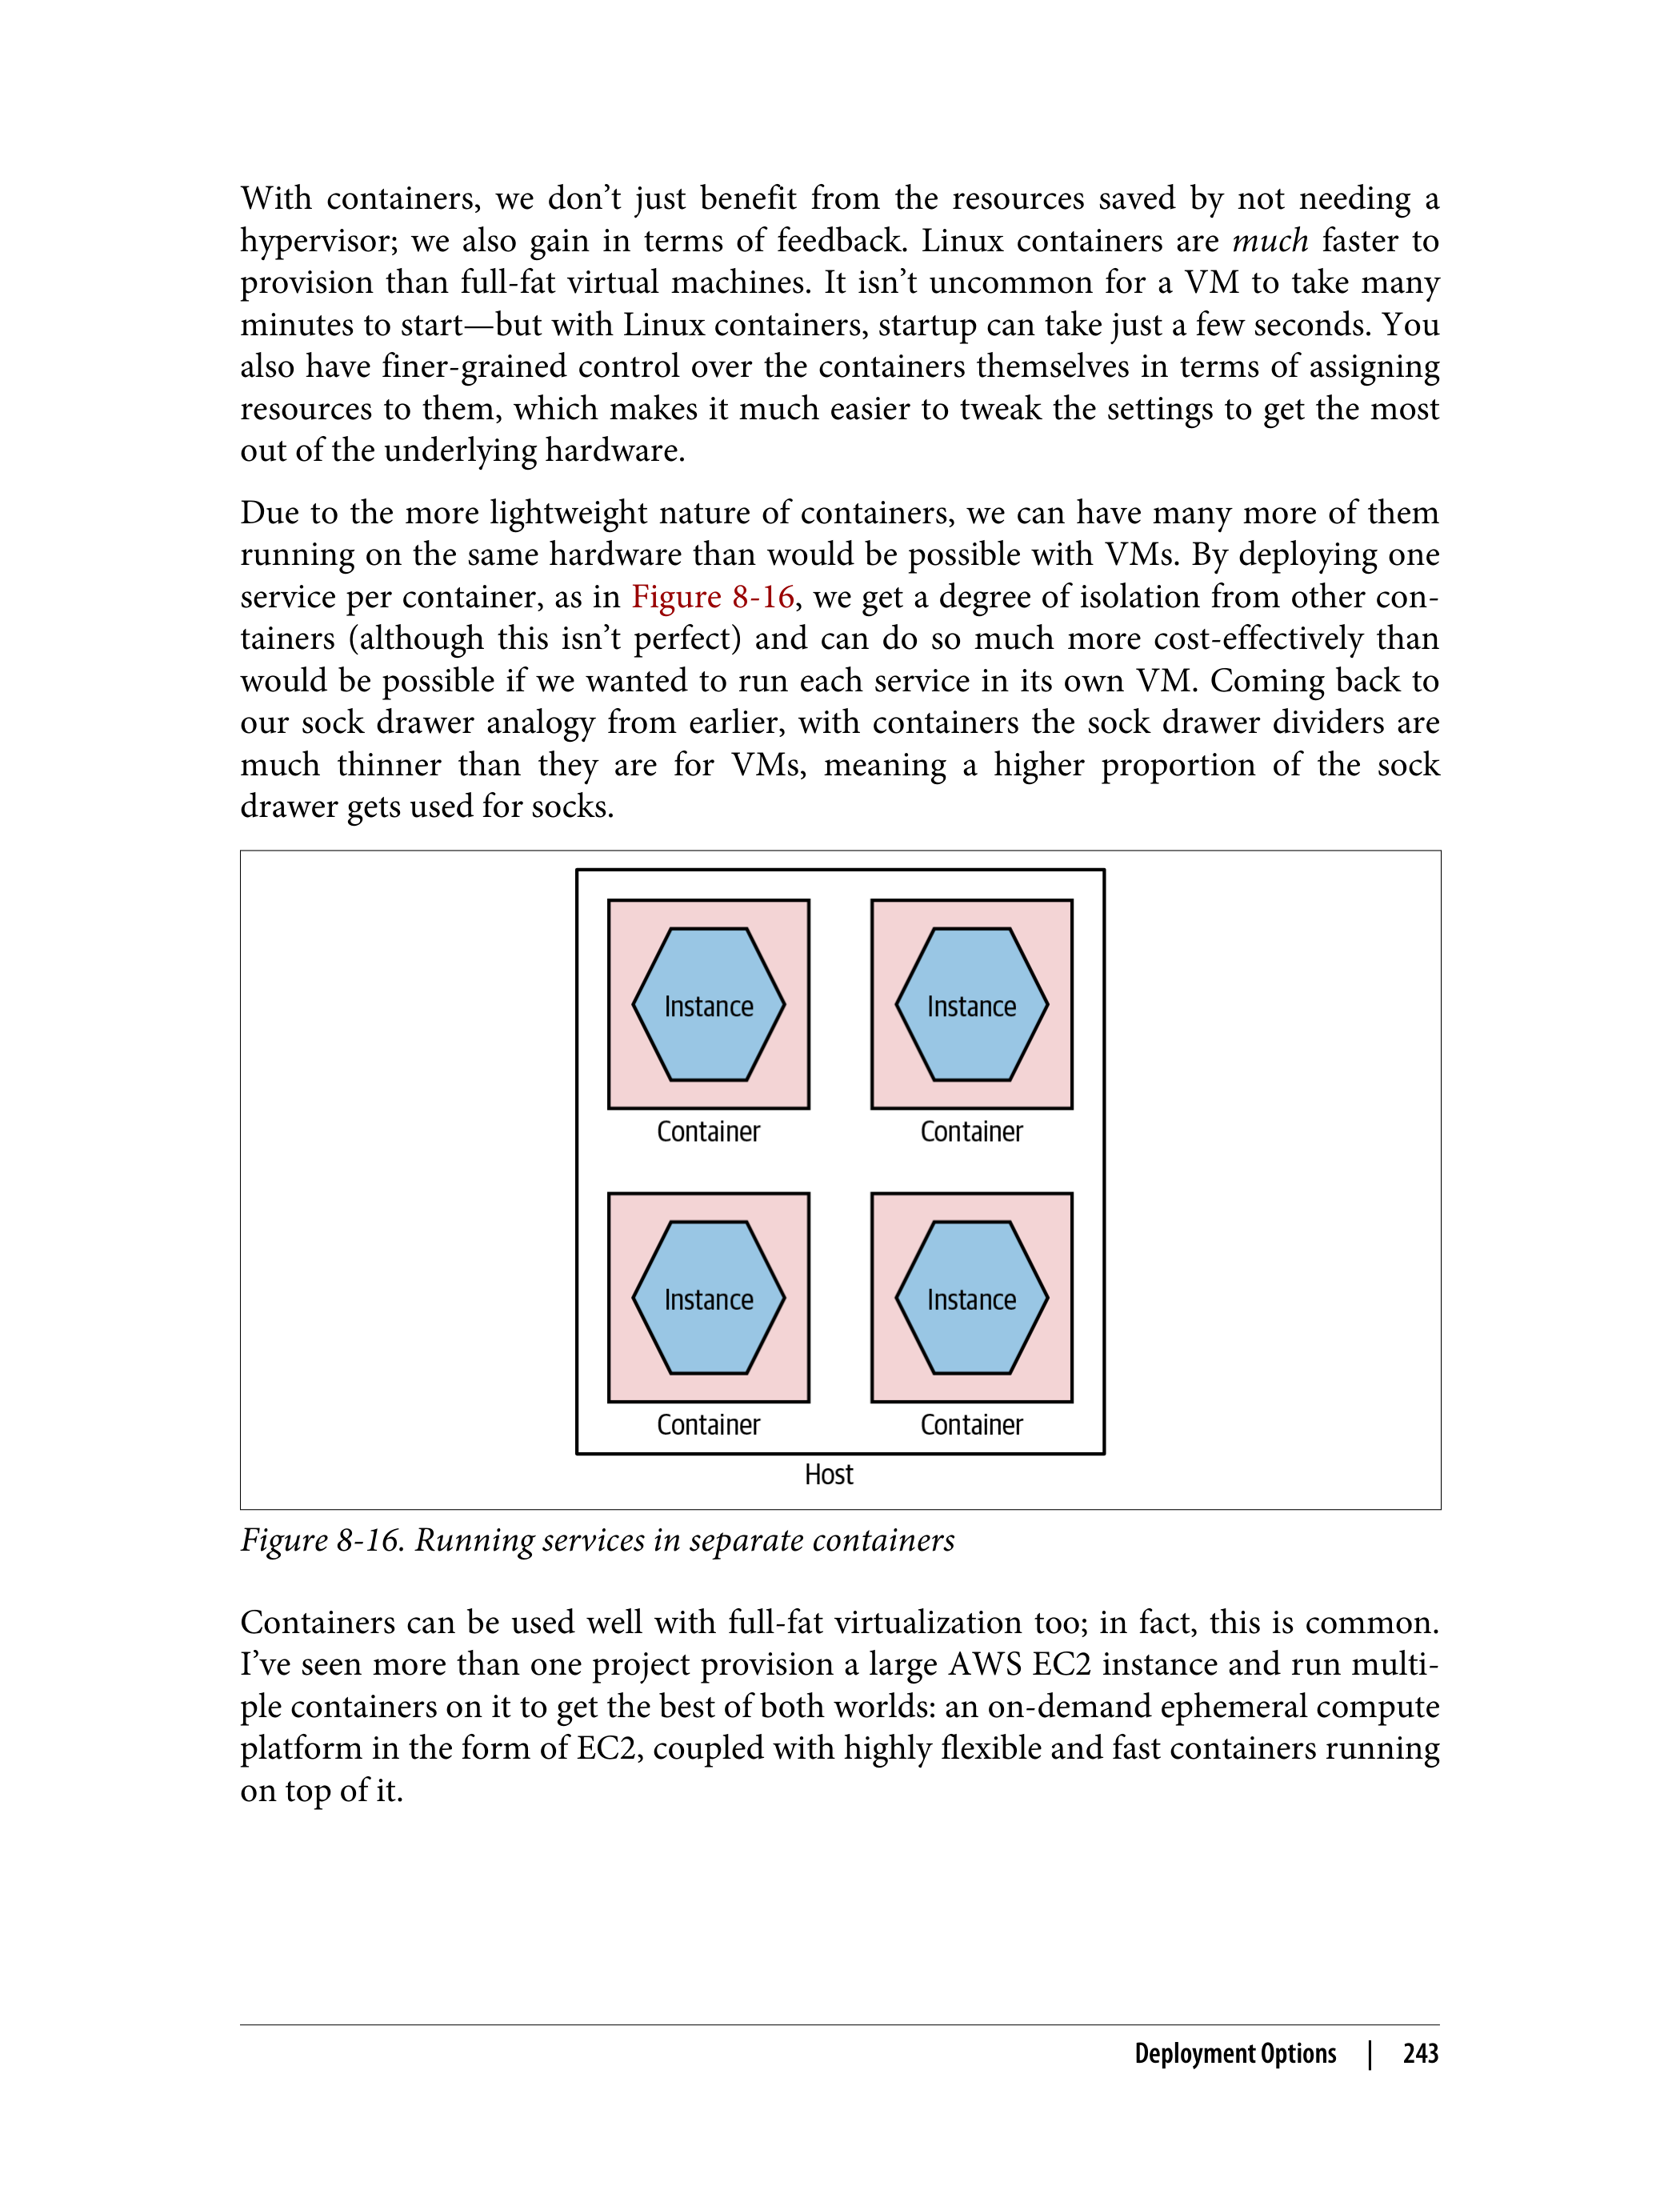 With containers, we don’t just benefit from the resources saved by not needing a
hypervisor; we also gain in terms of feedback. Linux containers are much faster to
provision than full-fat virtual machines. It isn’t uncommon for a VM to take many
minutes to start—but with Linux containers, startup can take just a few seconds. You
also have finer-grained control over the containers themselves in terms of assigning
resources to them, which makes it much easier to tweak the settings to get the most
out of the underlying hardware.
Due to the more lightweight nature of containers, we can have many more of them
running on the same hardware than would be possible with VMs. By deploying one
service per container, as in Figure 8-16, we get a degree of isolation from other con-
tainers (although this isn’t perfect) and can do so much more cost-effectively than
would be possible if we wanted to run each service in its own VM. Coming back to
our sock drawer analogy from earlier, with containers the sock drawer dividers are
much thinner than they are for VMs, meaning a higher proportion of the sock
drawer gets used for socks.
Instance Instance
Container Container
Instance Instance
Container Container
Host
Figure 8-16. Running services in separate containers
Containers can be used well with full-fat virtualization too; in fact, this is common.
I’ve seen more than one project provision a large AWS EC2 instance and run multi-
ple containers on it to get the best of both worlds: an on-demand ephemeral compute
platform in the form of EC2, coupled with highly flexible and fast containers running
on top of it.
Deployment Options | 243